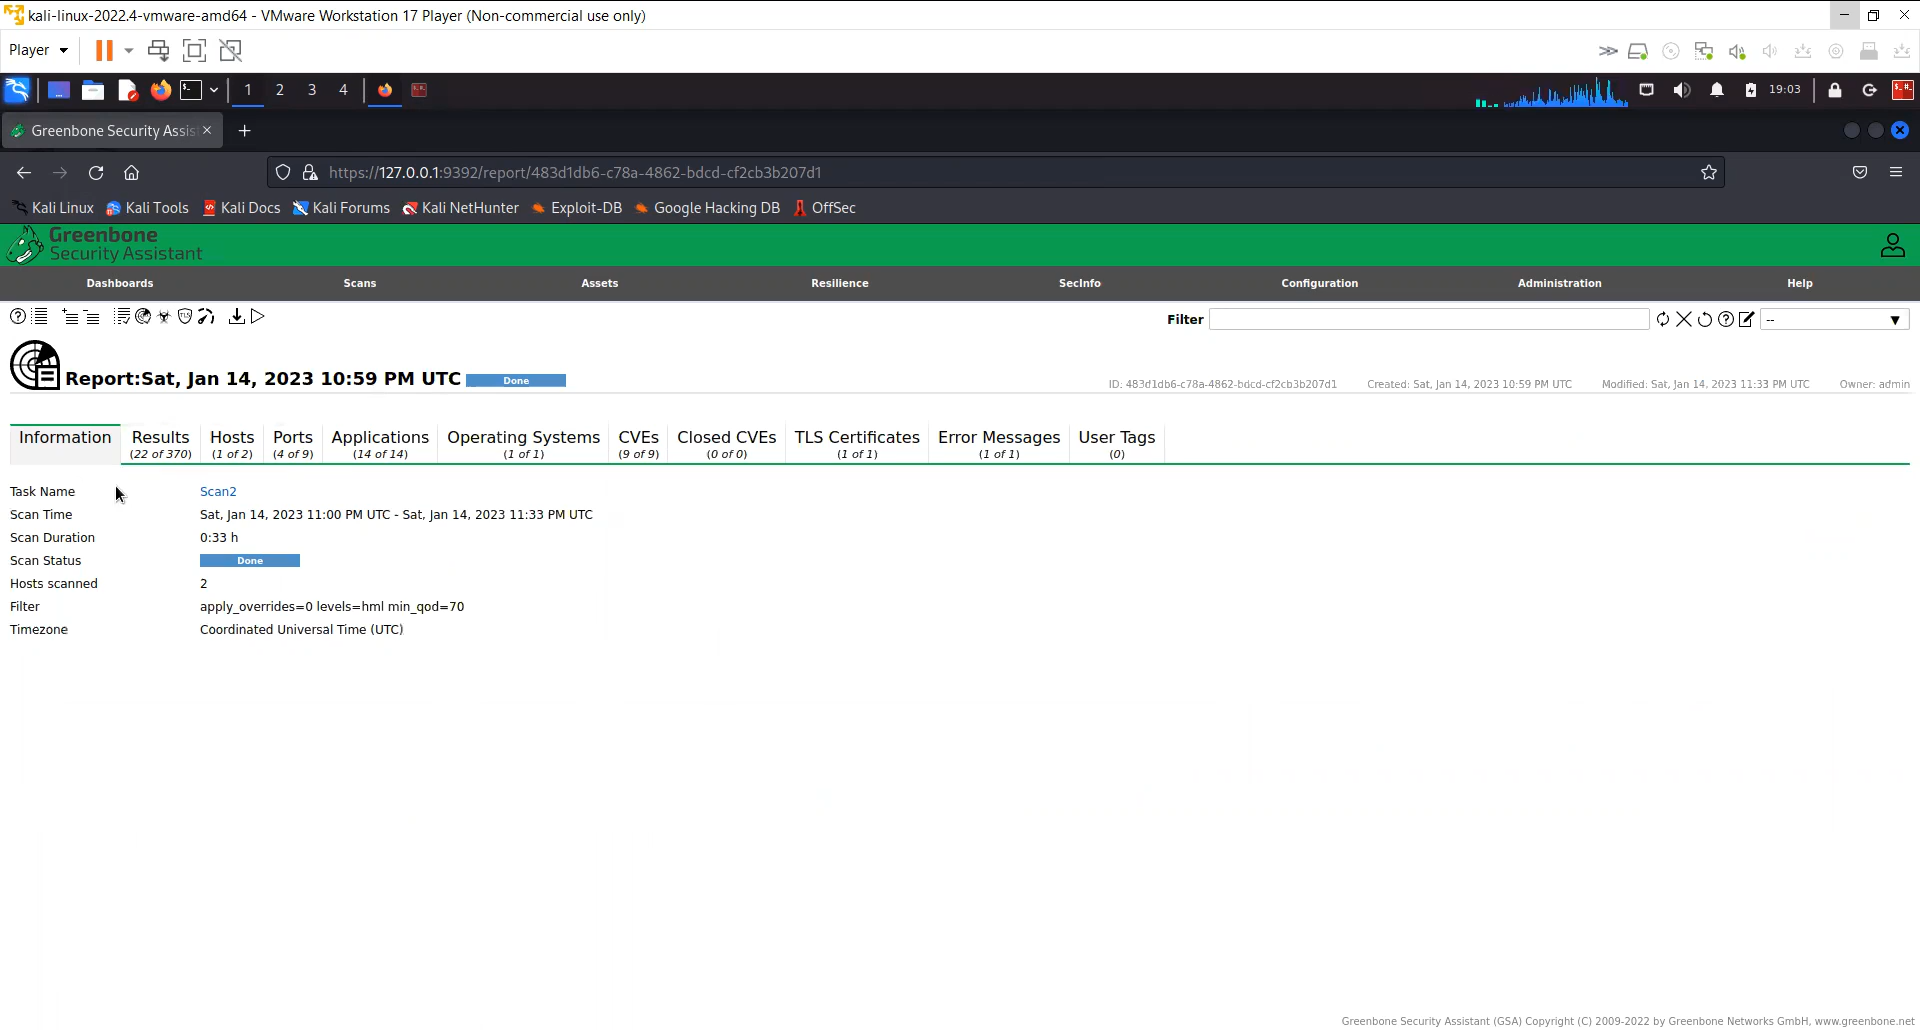 kali-linux-2022.4-vmware-amd64 - VMware Workstation 17 Player (Non-commercial use only)
Player
1 2 3 4
19:03
Greenbone Security Assis
https://127.0.0.1:9392/report/483d1db6-c78a-4862-bdcd-cf2cb3b207d1
Kali Linux Kali Tools Kali Docs Kali Forums Kali NetHunter Exploit-DB Google Hacking DB OffSec
Greenbone
Security Assistant
Dashboards Scans Assets Resilience SecInfo Configuration Administration Help
Filter --
Report:Sat, Jan 14, 2023 10:59 PM UTC Done ID: 483d1db6-c78a-4862-bdcd-cf2cb3b207d1 Created: Sat, Jan 14, 2023 10:59 PM UTC Modified: Sat, Jan 14, 2023 11:33 PM UTC Owner: admin
Information Results Hosts Ports Applications Operating Systems CVEs Closed CVEs TLS Certificates Error Messages User Tags
(22 of 370) (1 of 2) (4 of 9) (14 of 14) (1 of 1) (9 of 9) (0 of 0) (1 of 1) (1 of 1) (0)
Task Name Scan2
Scan Time Sat, Jan 14, 2023 11:00 PM UTC - Sat, Jan 14, 2023 11:33 PM UTC
Scan Duration 0:33 h
Scan Status Done
Hosts scanned 2
Filter apply_overrides=0 levels=hml min_qod=70
Timezone Coordinated Universal Time (UTC)
Greenbone Security Assistant (GSA) Copyright (C) 2009-2022 by Greenbone Networks GmbH, www.greenbone.net